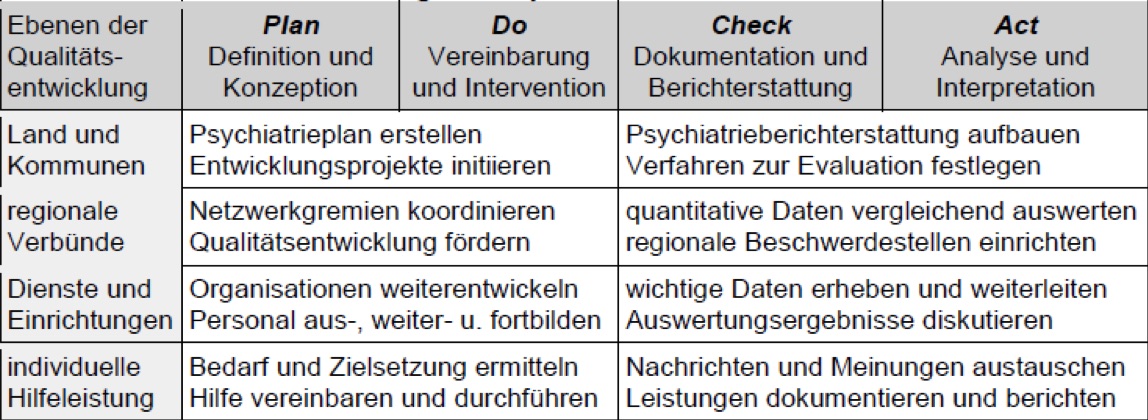 Ebenen der
Qualitäts-
entwicklung
Plan
Definition und
Konzeption
Do
Vereinbarung
und Intervention
Check
Dokumentation und
Berichterstattung
Act
Analyse und
Interpretation
Land und
Kommunen
Psychiatrieplan erstellen
Entwicklungsprojekte initiieren
Psychiatrieberichterstattung aufbauen
Verfahren zur Evaluation festlegen
regionale
Verbünde
Netzwerkgremien koordinieren
Qualitätsentwicklung fördern
quantitative Daten vergleichend auswerten
regionale Beschwerdestellen einrichten
Dienste und
Einrichtungen
Organisationen weiterentwickeln
Personal aus-, weiter- u. fortbilden
wichtige Daten erheben und weiterleiten
Auswertungsergebnisse diskutieren
individuelle
Hilfeleistung
Bedarf und Zielsetzung ermitteln
Hilfe vereinbaren und durchführen
Nachrichten und Meinungen austauschen
Leistungen dokumentieren und berichten